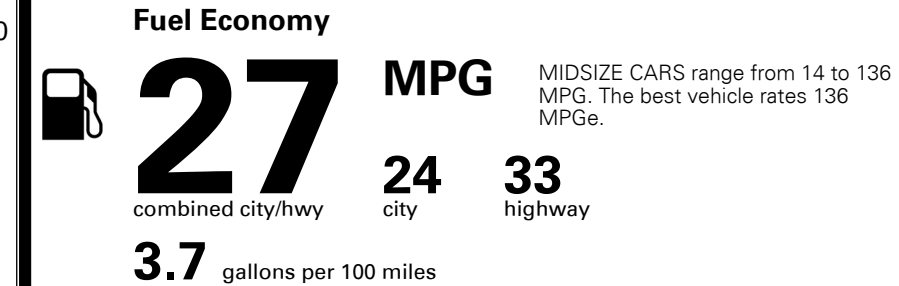 0
Fuel Economy
27 MPG
MIDSIZE CARS range from 14 to 136
MPG. The best vehicle rates 136
MPGe.
combined city/hwy
24 city
33 highway
3.7 gallons per 100 miles